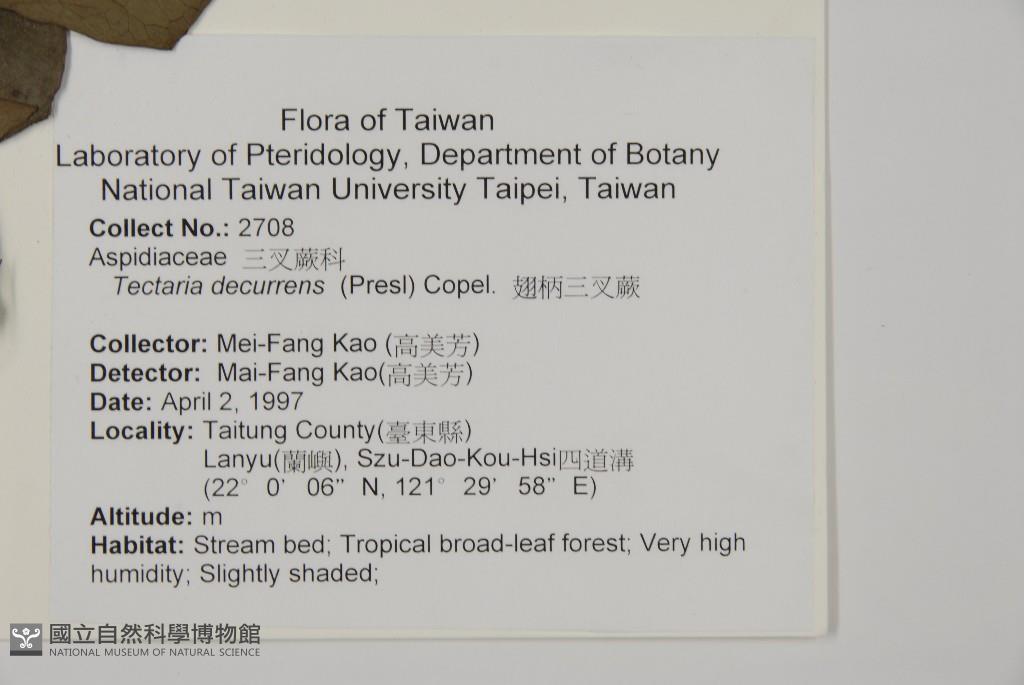 Flora of Taiwan
Laboratory of Pteridology, Department of Botany
National Taiwan University Taipei, Taiwan
Collect No.: 2708
Aspidiaceae 三叉蕨科
Tectaria decurrens (Presl) Copel. 翅柄三叉蕨
Collector: Mei-Fang Kao (高美芳)
Detector: Mai-Fang Kao(高美芳)
Date: April 2, 1997
Locality: Taitung County(臺東縣)
Lanyu(蘭嶼), Szu-Dao-Kou-Hsi四道溝
(22° 0’ 06” N, 121° 29’ 58” E)
Altitude: m
Habitat: Stream bed; Tropical broad-leaf forest; Very high
humidity; Slightly shaded;
國立自然科學博物館
NATIONAL MUSEUM OF NATURAL SCIENCE